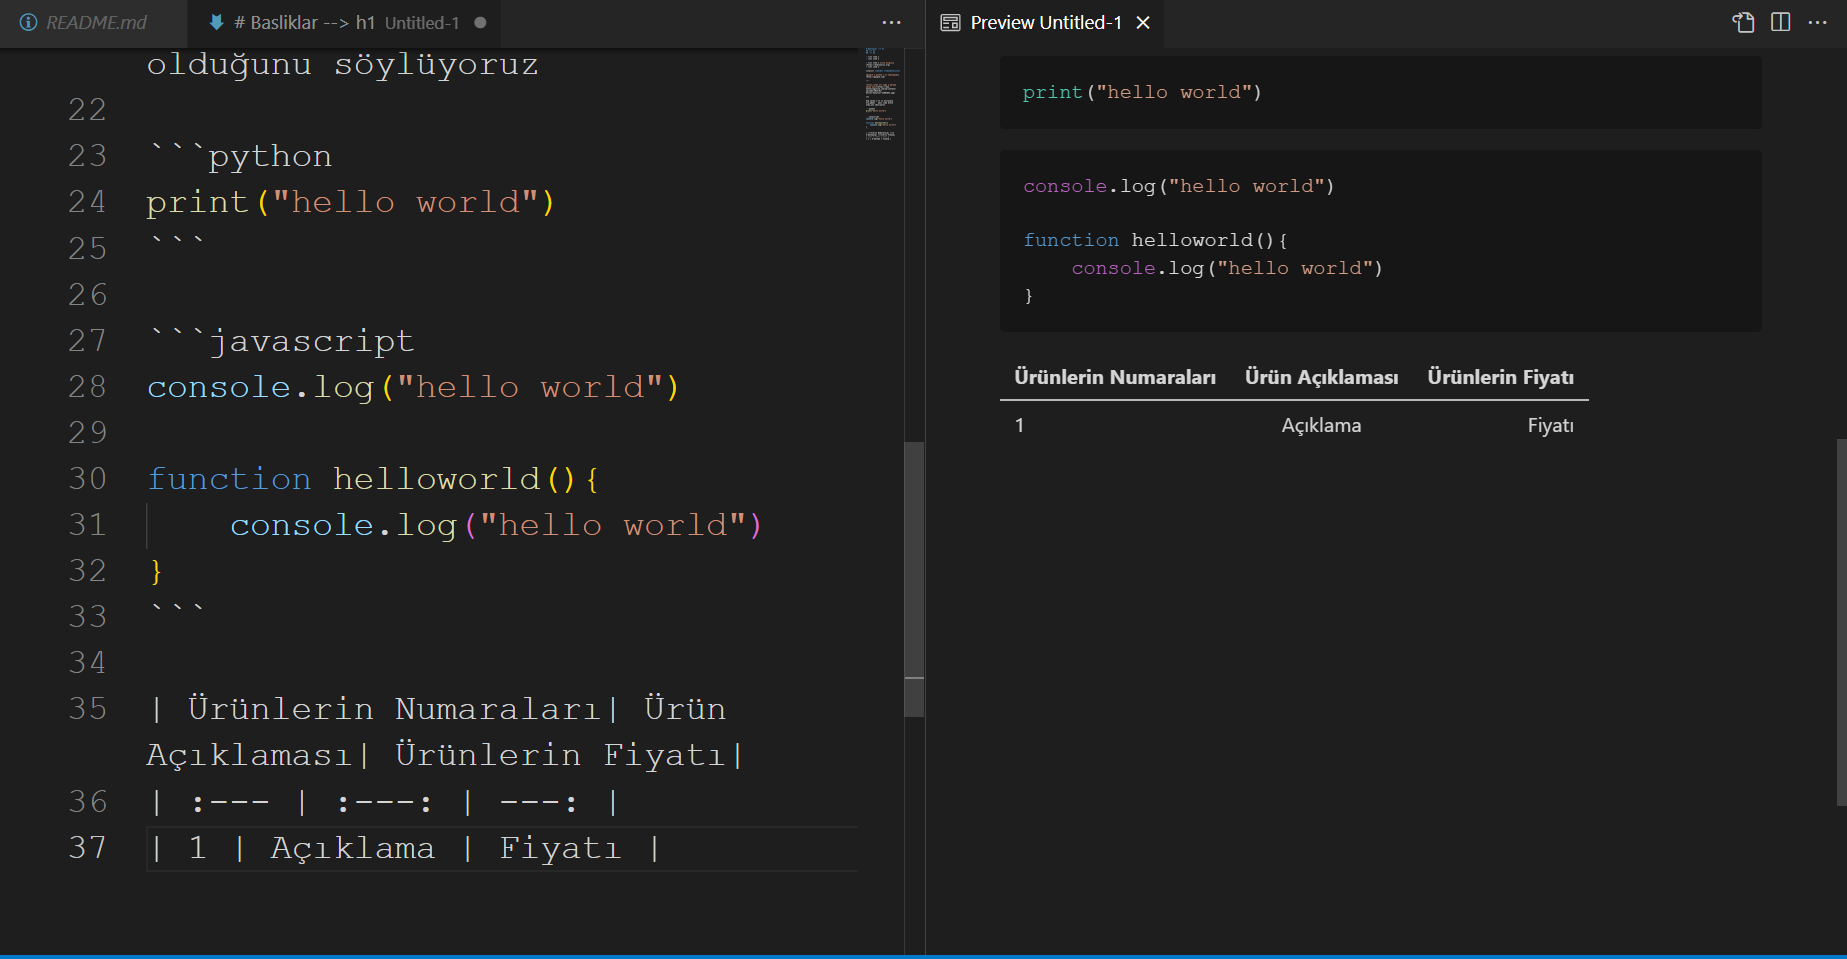 README.md
# Basliklar --> h1 Untitled-1
olduğunu söylüyoruz
22
23 ```python
24 print("hello world")
25 ```
26
27 ```javascript
28 console.log("hello world")
29
30 function helloworld(){
31     console.log("hello world")
32 }
33 ```
34
35 | Ürünlerin Numaraları| Ürün
Açıklaması| Ürünlerin Fiyatı|
36 | :--- | :---: | ---: |
37 | 1 | Açıklama | Fiyatı |
Preview Untitled-1
print("hello world")
console.log("hello world")
function helloworld(){
    console.log("hello world")
}
Ürünlerin Numaraları Ürün Açıklaması Ürünlerin Fiyatı
1 Açıklama Fiyatı